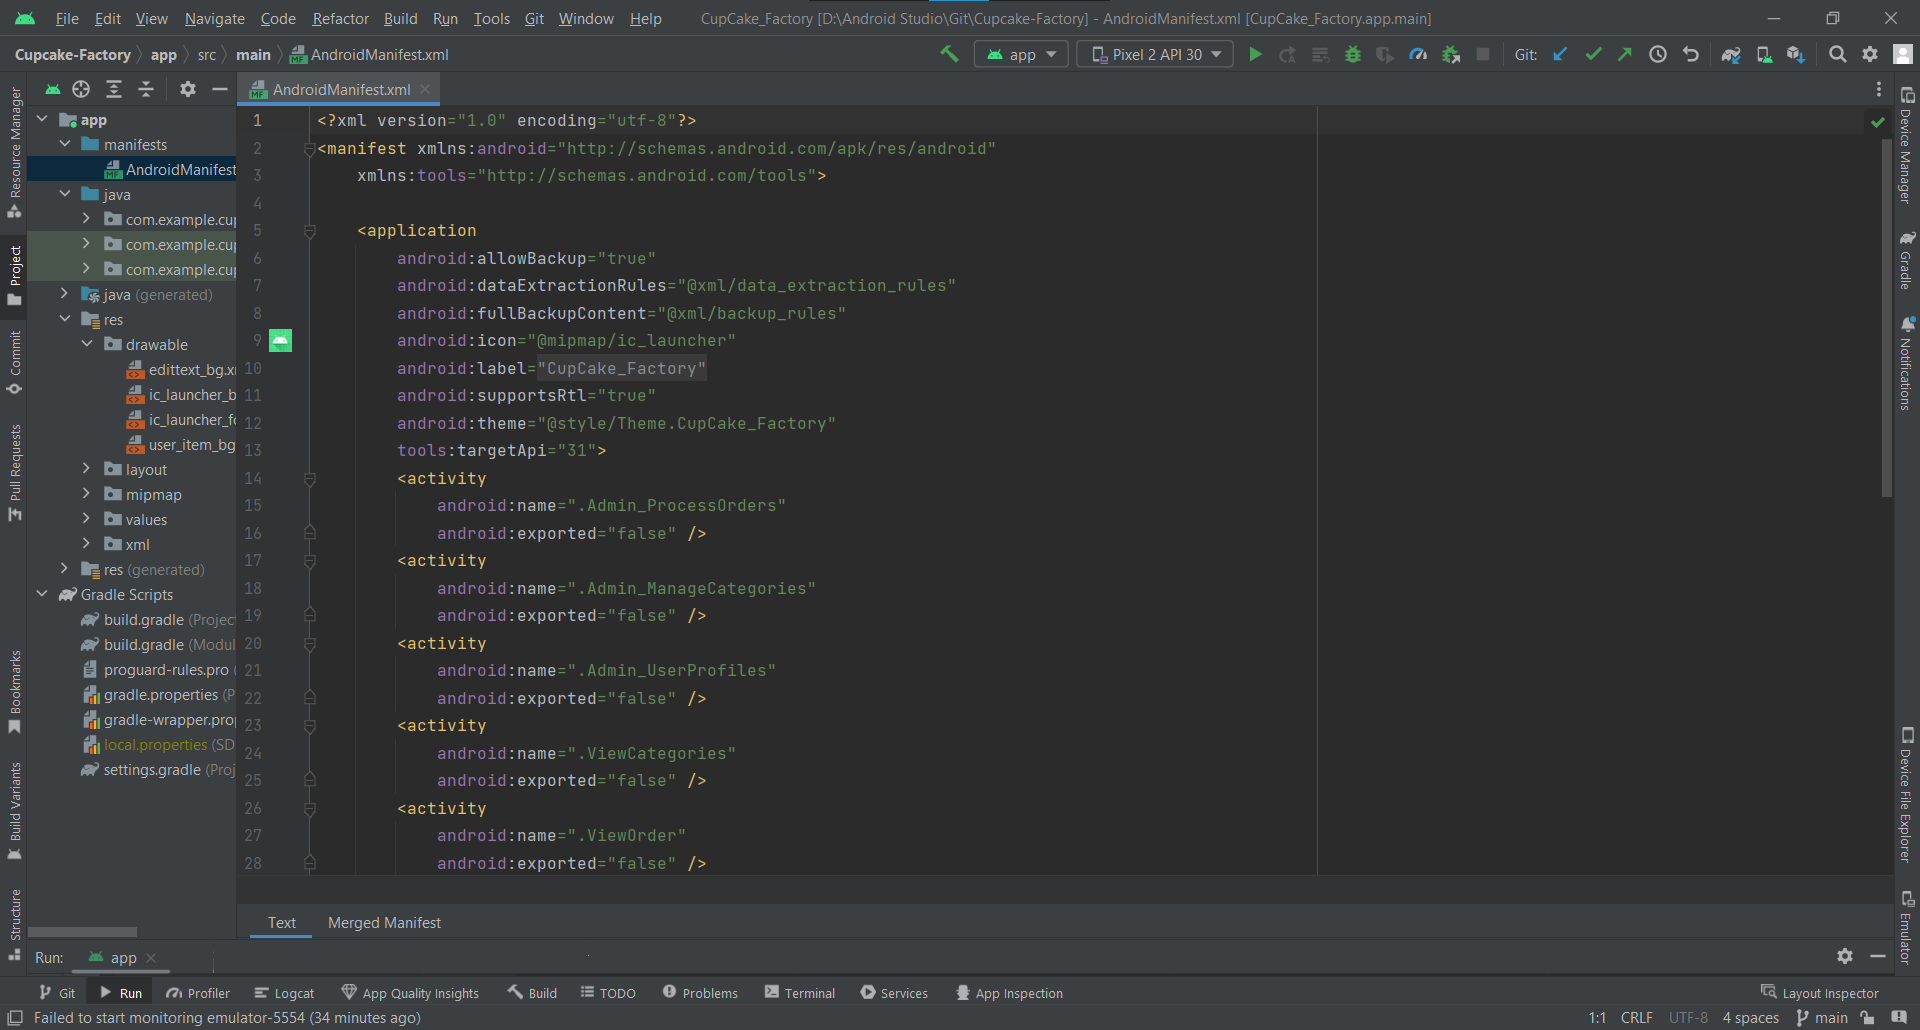 File Edit View Navigate Code Refactor Build Run Tools Git Window Help CupCake_Factory [D:\Android Studio\Git\Cupcake-Factory] - AndroidManifest.xml [CupCake_Factory.app.main]
Cupcake-Factory app src main AndroidManifest.xml app Pixel 2 API 30 Git:
AndroidManifest.xml
Resource Manager
Project
Commit
Pull Requests
Bookmarks
Build Variants
Structure
app
manifests
AndroidManifest
java
com.example.cup
com.example.cup
com.example.cup
java (generated)
res
drawable
edittext_bg.x
ic_launcher_b
ic_launcher_fo
user_item_bg
layout
mipmap
values
xml
res (generated)
Gradle Scripts
build.gradle (Project
build.gradle (Modul
proguard-rules.pro (
gradle.properties (P
gradle-wrapper.prop
local.properties (SD
settings.gradle (Proj
1 <?xml version="1.0" encoding="utf-8"?>
2 <manifest xmlns:android="http://schemas.android.com/apk/res/android"
3 xmlns:tools="http://schemas.android.com/tools">
4
5 <application
6 android:allowBackup="true"
7 android:dataExtractionRules="@xml/data_extraction_rules"
8 android:fullBackupContent="@xml/backup_rules"
9 android:icon="@mipmap/ic_launcher"
10 android:label="CupCake_Factory"
11 android:supportsRtl="true"
12 android:theme="@style/Theme.CupCake_Factory"
13 tools:targetApi="31">
14 <activity
15 android:name=".Admin_ProcessOrders"
16 android:exported="false" />
17 <activity
18 android:name=".Admin_ManageCategories"
19 android:exported="false" />
20 <activity
21 android:name=".Admin_UserProfiles"
22 android:exported="false" />
23 <activity
24 android:name=".ViewCategories"
25 android:exported="false" />
26 <activity
27 android:name=".ViewOrder"
28 android:exported="false" />
Device Manager
Gradle
Notifications
Device File Explorer
Emulator
Text Merged Manifest
Run: app
Git Run Profiler Logcat App Quality Insights Build TODO Problems Terminal Services App Inspection Layout Inspector
Failed to start monitoring emulator-5554 (34 minutes ago) 1:1 CRLF UTF-8 4 spaces main